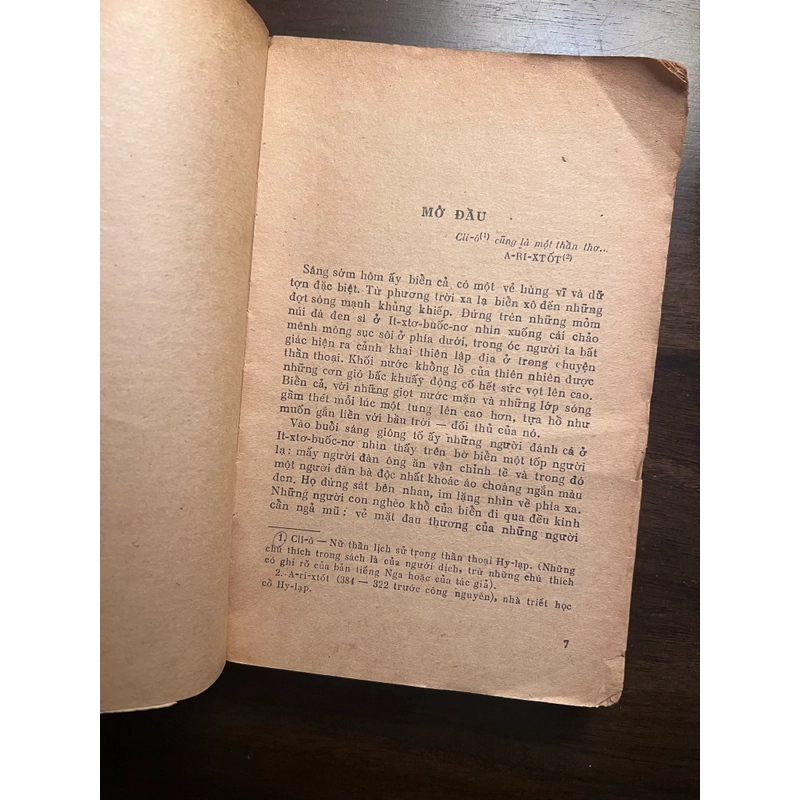 MỞ ĐẦU
Cli-ô(1) cũng là một thần thơ...
A-RI-XTỐT(2)
Sáng sớm hôm ấy biển cả có một vẻ hùng vĩ và dữ
tợn đặc biệt. Từ phương trời xa lạ biển xô đến những
đợt sóng mạnh khủng khiếp. Đứng trên những mỏm
núi đá đen sì ở It-xtơ-buốc-nơ nhìn xuống cái chảo
mênh mông sục sôi ở phía dưới, trong óc người ta bất
giác hiện ra cảnh khai thiên lập địa ở trong chuyện
thần thoại. Khối nước khổng lồ của thiên nhiên được
những cơn gió bấc khuấy động cố hết sức vọt lên cao.
Biển cả, với những giọt nước mặn và những lớp sóng
gầm thét mỗi lúc một tung lên cao hơn, tựa hồ như
muốn gắn liền với bầu trời — đối thủ của nó.
Vào buổi sáng giông tố ấy những người đánh cá ở
It-xtơ-buốc-nơ nhìn thấy trên bờ biển một tốp người
lạ: mấy người đàn ông ăn vận chỉnh tề và trong đó
một người đàn bà độc nhất khoác áo choàng ngắn màu
đen. Họ đứng sát bên nhau, im lặng nhìn về phía xa.
Những người con nghèo khổ của biển đi qua đều kính
cẩn ngả mũ; vẻ mặt đau thương của những người
1. Cli-ô — Nữ thần lịch sử trong thần thoại Hy-lạp. (Những
chú thích trong sách là của người dịch, trừ những chú thích
có ghi rõ của bản tiếng Nga hoặc của tác giả).
2. A-ri-xtốt (384 — 322 trước công nguyên), nhà triết học
cổ Hy-lạp.
7